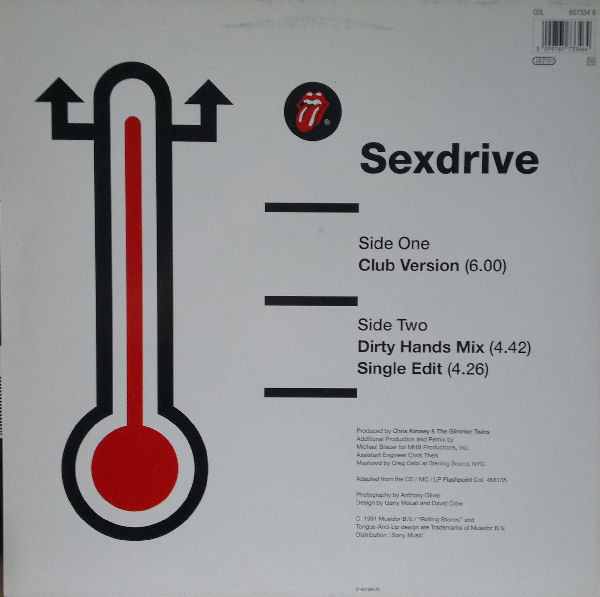 COL 657334 6
5 099765 733464
Sexdrive
Side One
Club Version (6.00)
Side Two
Dirty Hands Mix (4.42)
Single Edit (4.26)
Produced by Chris Kimsey & The Glimmer Twins
Additional Production and Remix by
Michael Brauer for MHB Productions, Inc.
Assistant Engineer Chris Theis
Mastered by Greg Calbi at Sterling Sound, NYC
Adapted from the CD / MC / LP Flashpoint Col. 468135
Photography by Anthony Oliver
Design by Garry Mouat and David Crow
C. 1991 Musidor B.V. / "Rolling Stones" and
Tongue-And-Lip design are Trademarks of Musidor B.V.
Distribution : Sony Music